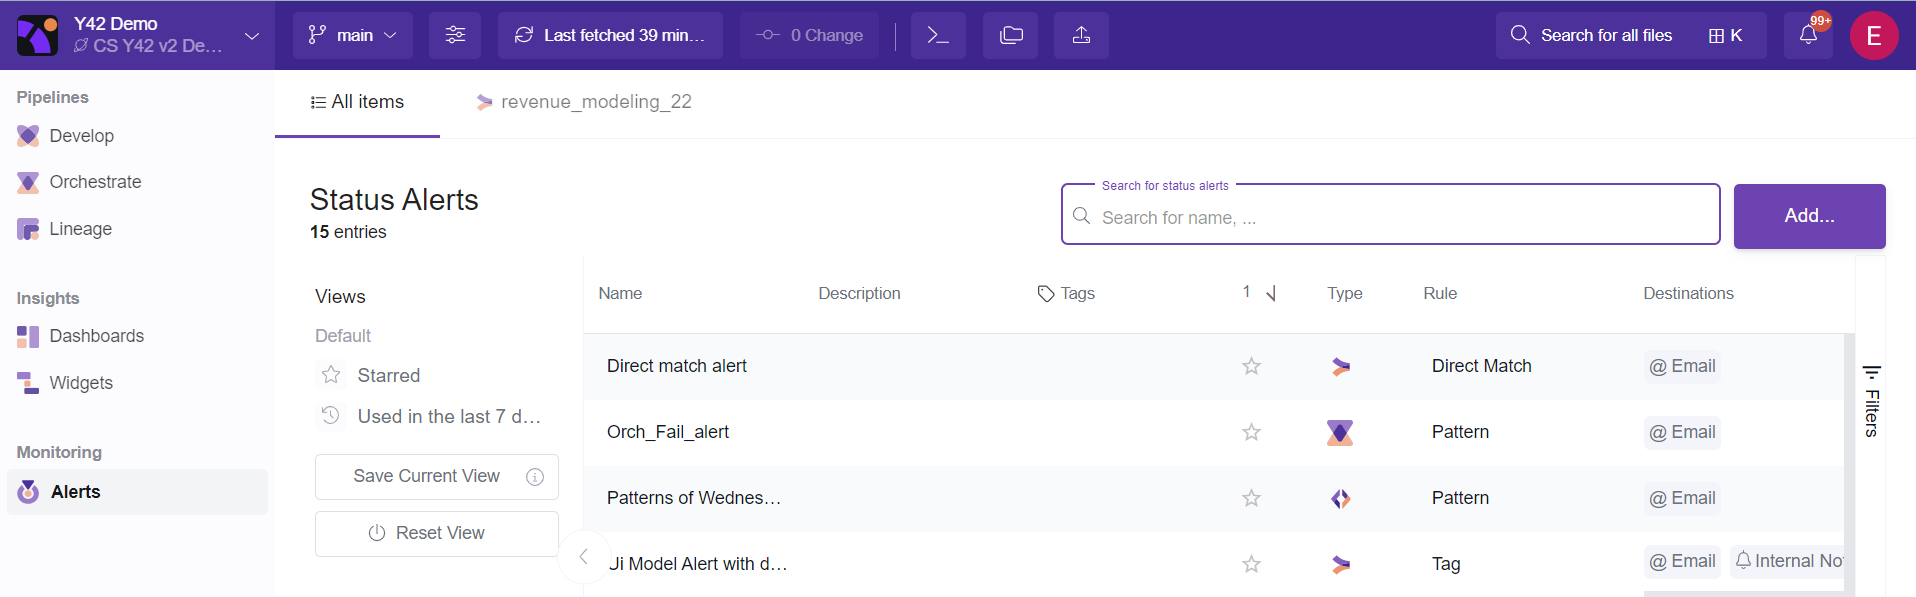 Y42 Demo
CS Y42 v2 De...
main
Last fetched 39 min...
0 Change
Search for all files
K
99+
E
Pipelines
Develop
Orchestrate
Lineage
Insights
Dashboards
Widgets
Monitoring
Alerts
All items
revenue_modeling_22
Status Alerts
15 entries
Search for status alerts
Search for name, ...
Add...
Views
Default
Starred
Used in the last 7 d...
Save Current View
Reset View
Name Description Tags 1 Type Rule Destinations
Direct match alert Direct Match @ Email
Orch_Fail_alert Pattern @ Email
Patterns of Wednes... Pattern @ Email
Ui Model Alert with d... Tag @ Email Internal No
Filters